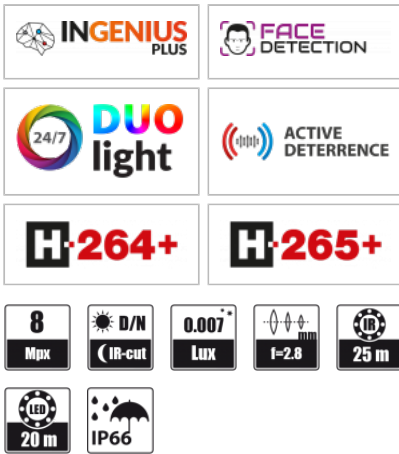 INGENIUS
PLUS
FACE
DETECTION
24/7
DUO
light
ACTIVE
DETERRENCE
H·264+
H·265+
8
Mpx
D/N
IR-cut
0.007**
Lux
mm
f=2.8
IR
25 m
LED
20 m
IP66